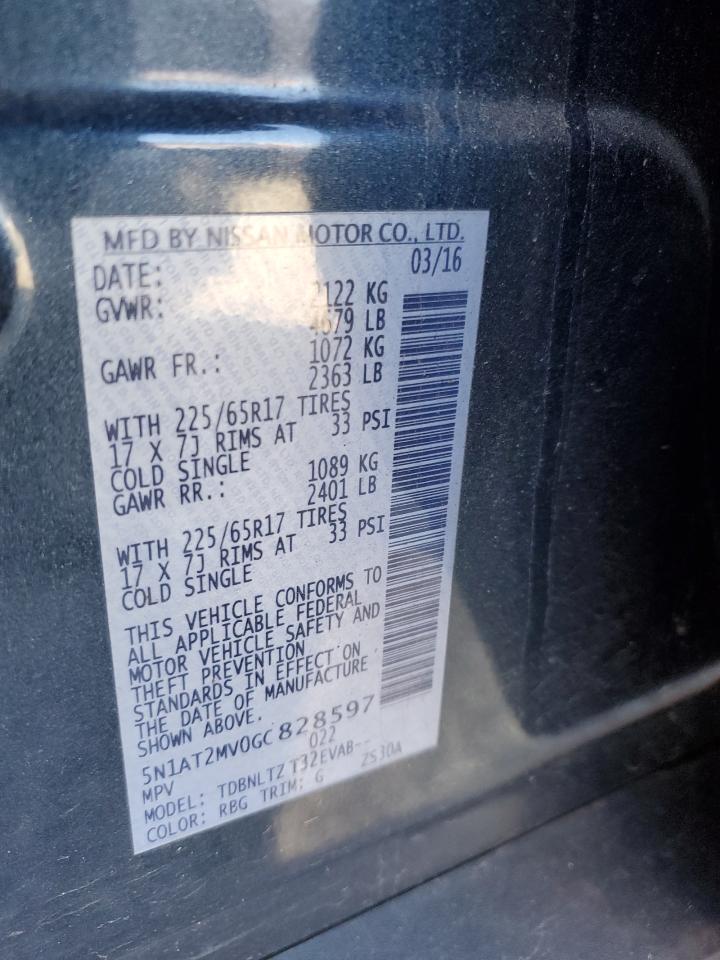 MFD BY NISSAN MOTOR CO., LTD.
DATE: 03/16
GVWR: 2122 KG
4679 LB
GAWR FR.: 1072 KG
2363 LB
WITH 225/65R17 TIRES
17 X 7J RIMS AT 33 PSI
COLD SINGLE
GAWR RR.: 1089 KG
2401 LB
WITH 225/65R17 TIRES
17 X 7J RIMS AT 33 PSI
COLD SINGLE
THIS VEHICLE CONFORMS TO
ALL APPLICABLE FEDERAL
MOTOR VEHICLE SAFETY AND
THEFT PREVENTION
STANDARDS IN EFFECT ON
THE DATE OF MANUFACTURE
SHOWN ABOVE.
5N1AT2MV0GC828597
MPV 022
MODEL: TDBNLTZ T32EVAB--
COLOR: RBG TRIM: G ZS30A